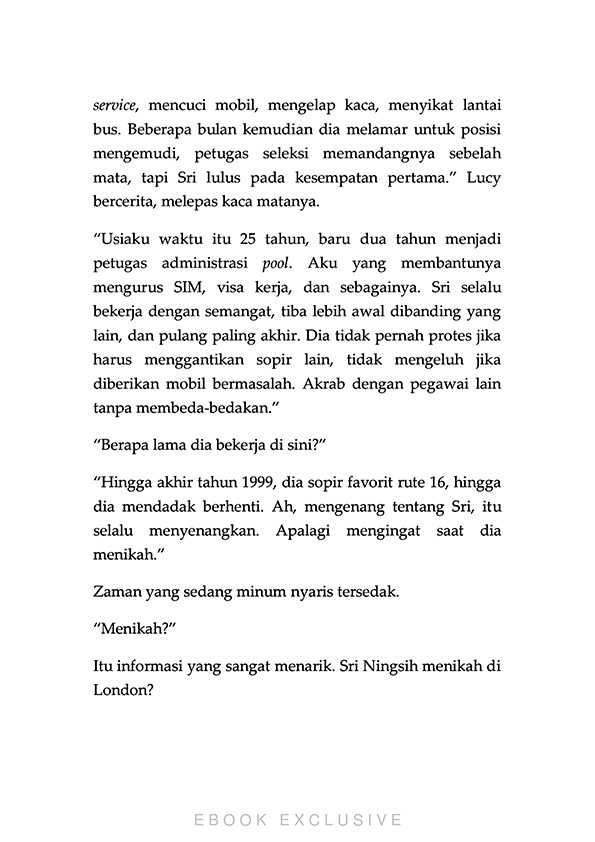 service, mencuci mobil, mengelap kaca, menyikat lantai
bus. Beberapa bulan kemudian dia melamar untuk posisi
mengemudi, petugas seleksi memandangnya sebelah
mata, tapi Sri lulus pada kesempatan pertama.” Lucy
bercerita, melepas kaca matanya.
“Usiaku waktu itu 25 tahun, baru dua tahun menjadi
petugas administrasi pool. Aku yang membantunya
mengurus SIM, visa kerja, dan sebagainya. Sri selalu
bekerja dengan semangat, tiba lebih awal dibanding yang
lain, dan pulang paling akhir. Dia tidak pernah protes jika
harus menggantikan sopir lain, tidak mengeluh jika
diberikan mobil bermasalah. Akrab dengan pegawai lain
tanpa membeda-bedakan.”
“Berapa lama dia bekerja di sini?”
“Hingga akhir tahun 1999, dia sopir favorit rute 16, hingga
dia mendadak berhenti. Ah, mengenang tentang Sri, itu
selalu menyenangkan. Apalagi mengingat saat dia
menikah.”
Zaman yang sedang minum nyaris tersedak.
“Menikah?”
Itu informasi yang sangat menarik. Sri Ningsih menikah di
London?
EBOOK EXCLUSIVE